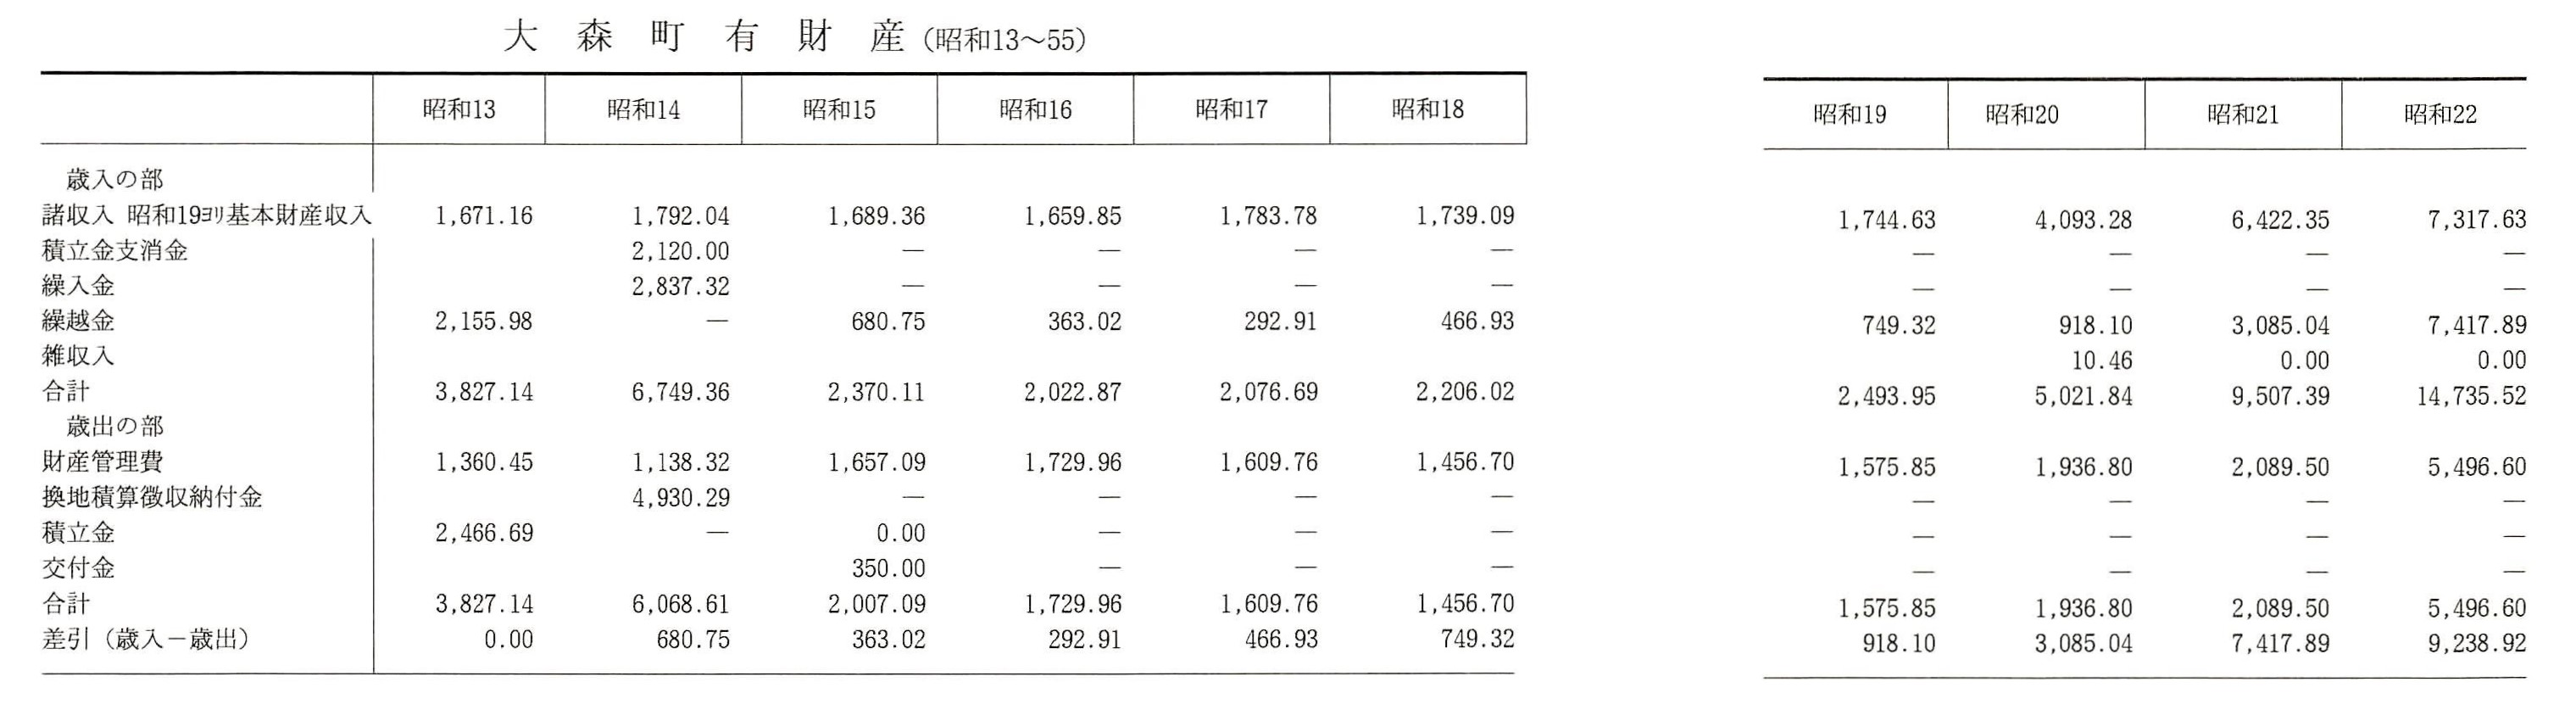 大森町有財産（昭和13～55）
昭和13 昭和14 昭和15 昭和16 昭和17 昭和18 昭和19 昭和20 昭和21 昭和22
歳入の部
諸収入 昭和19ﾖﾘ基本財産収入 1,671.16 1,792.04 1,689.36 1,659.85 1,783.78 1,739.09 1,744.63 4,093.28 6,422.35 7,317.63
積立金支消金 2,120.00 — — — — — — — —
繰入金 2,837.32 — — — — — — — —
繰越金 2,155.98 — 680.75 363.02 292.91 466.93 749.32 918.10 3,085.04 7,417.89
雑収入 10.46 0.00 0.00
合計 3,827.14 6,749.36 2,370.11 2,022.87 2,076.69 2,206.02 2,493.95 5,021.84 9,507.39 14,735.52
歳出の部
財産管理費 1,360.45 1,138.32 1,657.09 1,729.96 1,609.76 1,456.70 1,575.85 1,936.80 2,089.50 5,496.60
換地積算徴収納付金 4,930.29 — — — — — — — —
積立金 2,466.69 — 0.00 — — — — — — —
交付金 350.00 — — — — — — —
合計 3,827.14 6,068.61 2,007.09 1,729.96 1,609.76 1,456.70 1,575.85 1,936.80 2,089.50 5,496.60
差引（歳入－歳出） 0.00 680.75 363.02 292.91 466.93 749.32 918.10 3,085.04 7,417.89 9,238.92